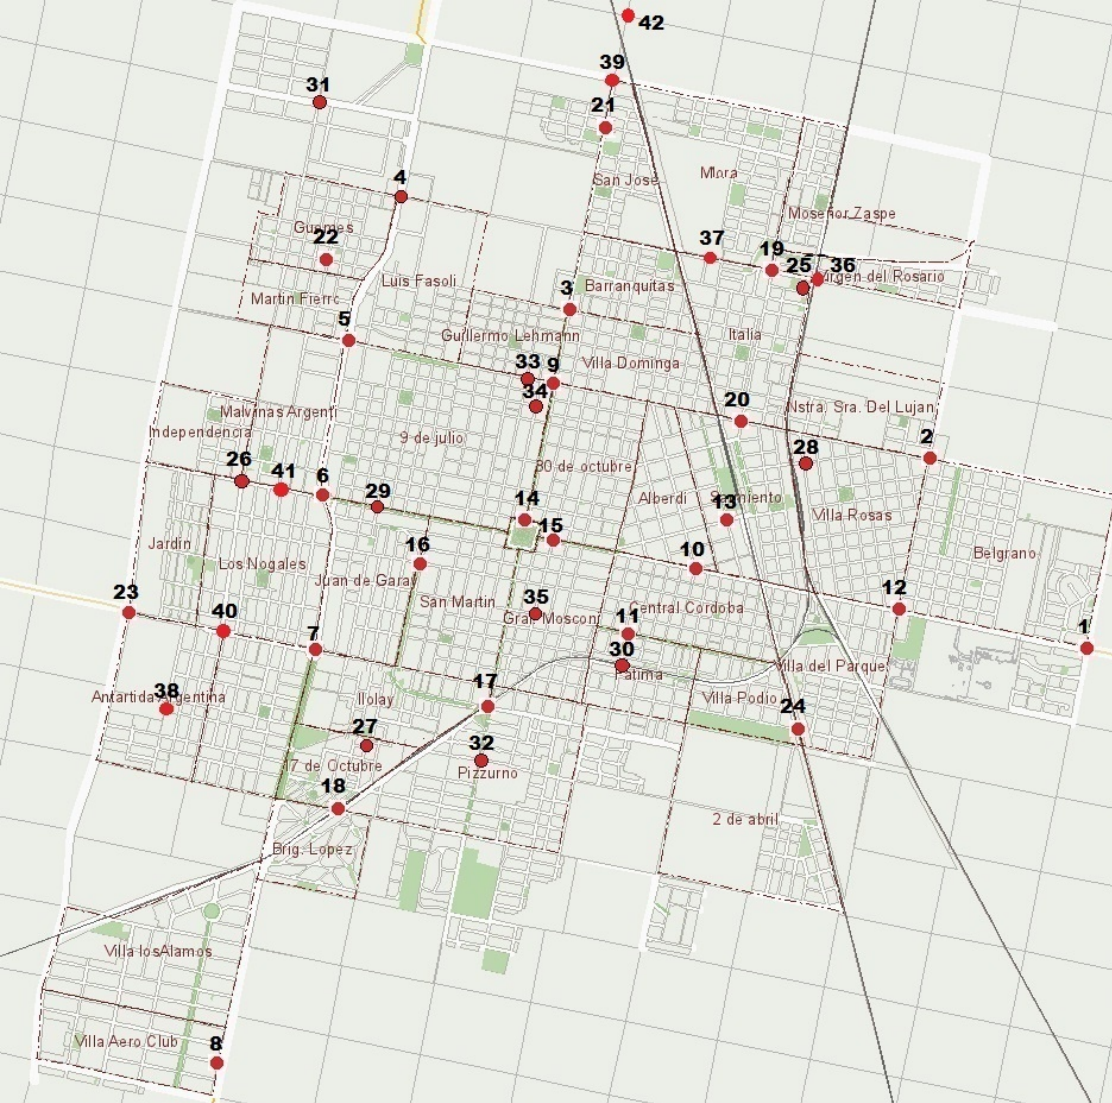 42
39
31
21
San José
Mora
4
Moseñor Zaspe
Guemes
22
37
19
25
36
Virgen del Rosario
Luis Fasoli
Barranquitas
3
Martin Fierro
5
Guillermo Lehmann
Italia
33
9
Villa Dominga
34
Malvinas Argenti
20
Nstra. Sra. Del Lujan
Independencia
9 de julio
2
28
26
41
6
29
30 de octubre
Alberdi
Sarmiento
13
14
15
Villa Rosas
Jardín
16
10
Belgrano
Los Nogales
Juan de Garay
San Martin
23
40
35
Gral. Mosconi
Central Cordoba
12
11
1
7
30
Fatima
Villa del Parque
Antartida Argentina
38
Ilolay
17
Villa Podio
24
27
32
17 de Octubre
Pizzurno
18
2 de abril
Brig. Lopez
Villa losAlamos
Villa Aero Club
8